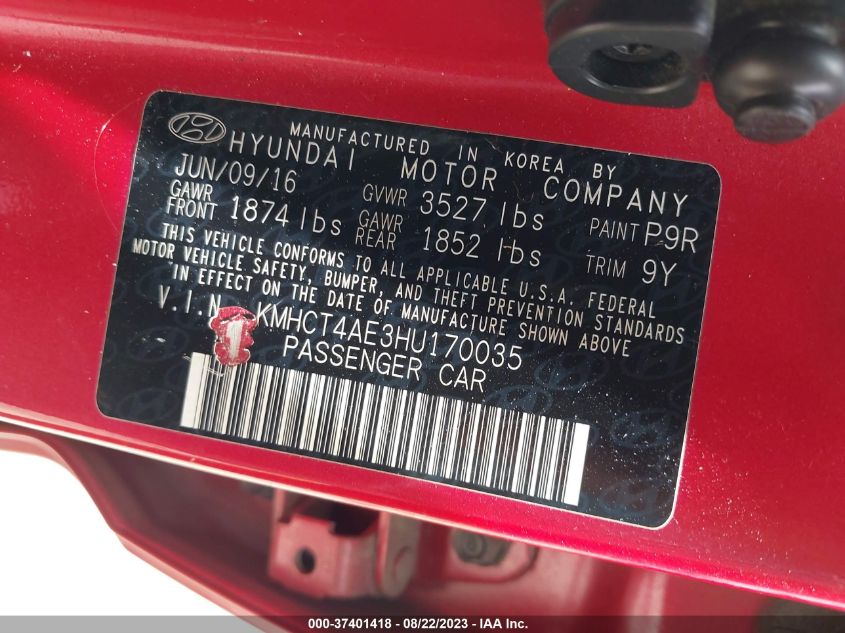 MANUFACTURED IN KOREA BY
HYUNDAI MOTOR COMPANY
JUN/09/16 GVWR 3527 lbs PAINT P9R
GAWR FRONT 1874 lbs GAWR REAR 1852 lbs TRIM 9Y
THIS VEHICLE CONFORMS TO ALL APPLICABLE U.S.A. FEDERAL
MOTOR VEHICLE SAFETY, BUMPER, AND THEFT PREVENTION STANDARDS
IN EFFECT ON THE DATE OF MANUFACTURE SHOWN ABOVE
V.I.N KMHCT4AE3HU170035
PASSENGER CAR
000-37401418 - 08/22/2023 - IAA Inc.